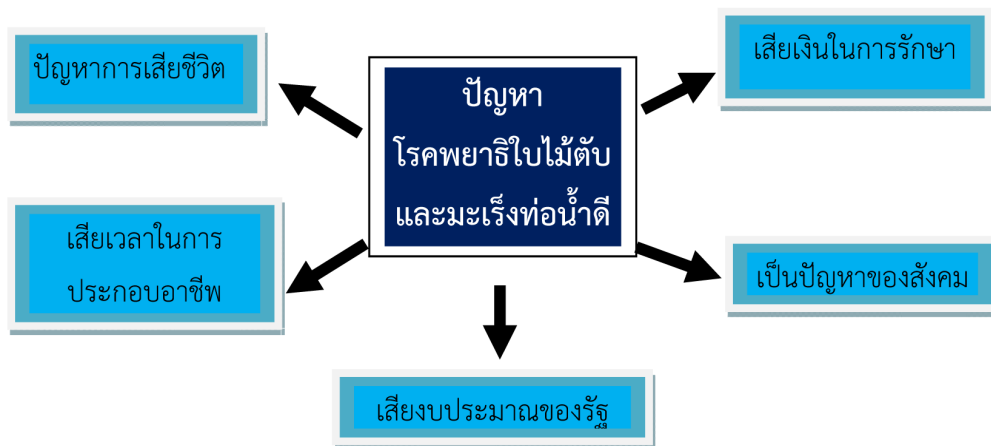 ปัญหาการเสียชีวิต
เสียเงินในการรักษา
ปัญหา
โรคพยาธิใบไม้ตับ
และมะเร็งท่อน้ำดี
เสียเวลาในการ
ประกอบอาชีพ
เป็นปัญหาของสังคม
เสียงบประมาณของรัฐ